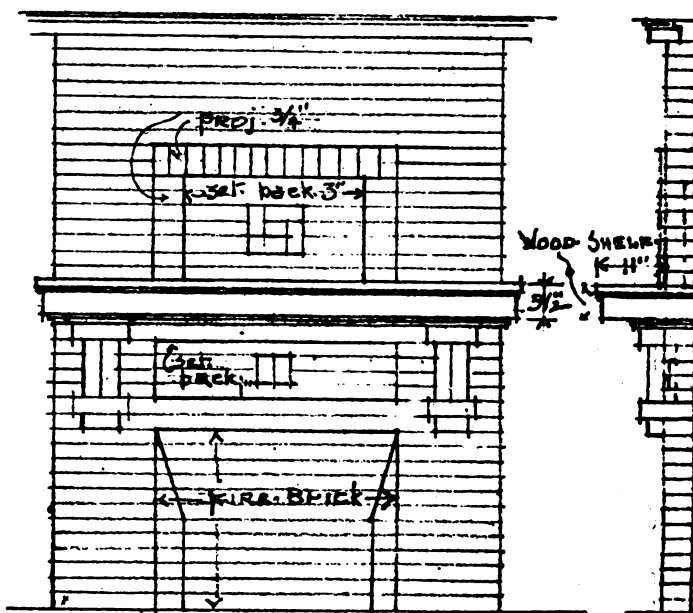 PROJ. 3/4"
set back 3"
WOOD SHELF
11"
5 1/2"
set
back
FIRE BRICK